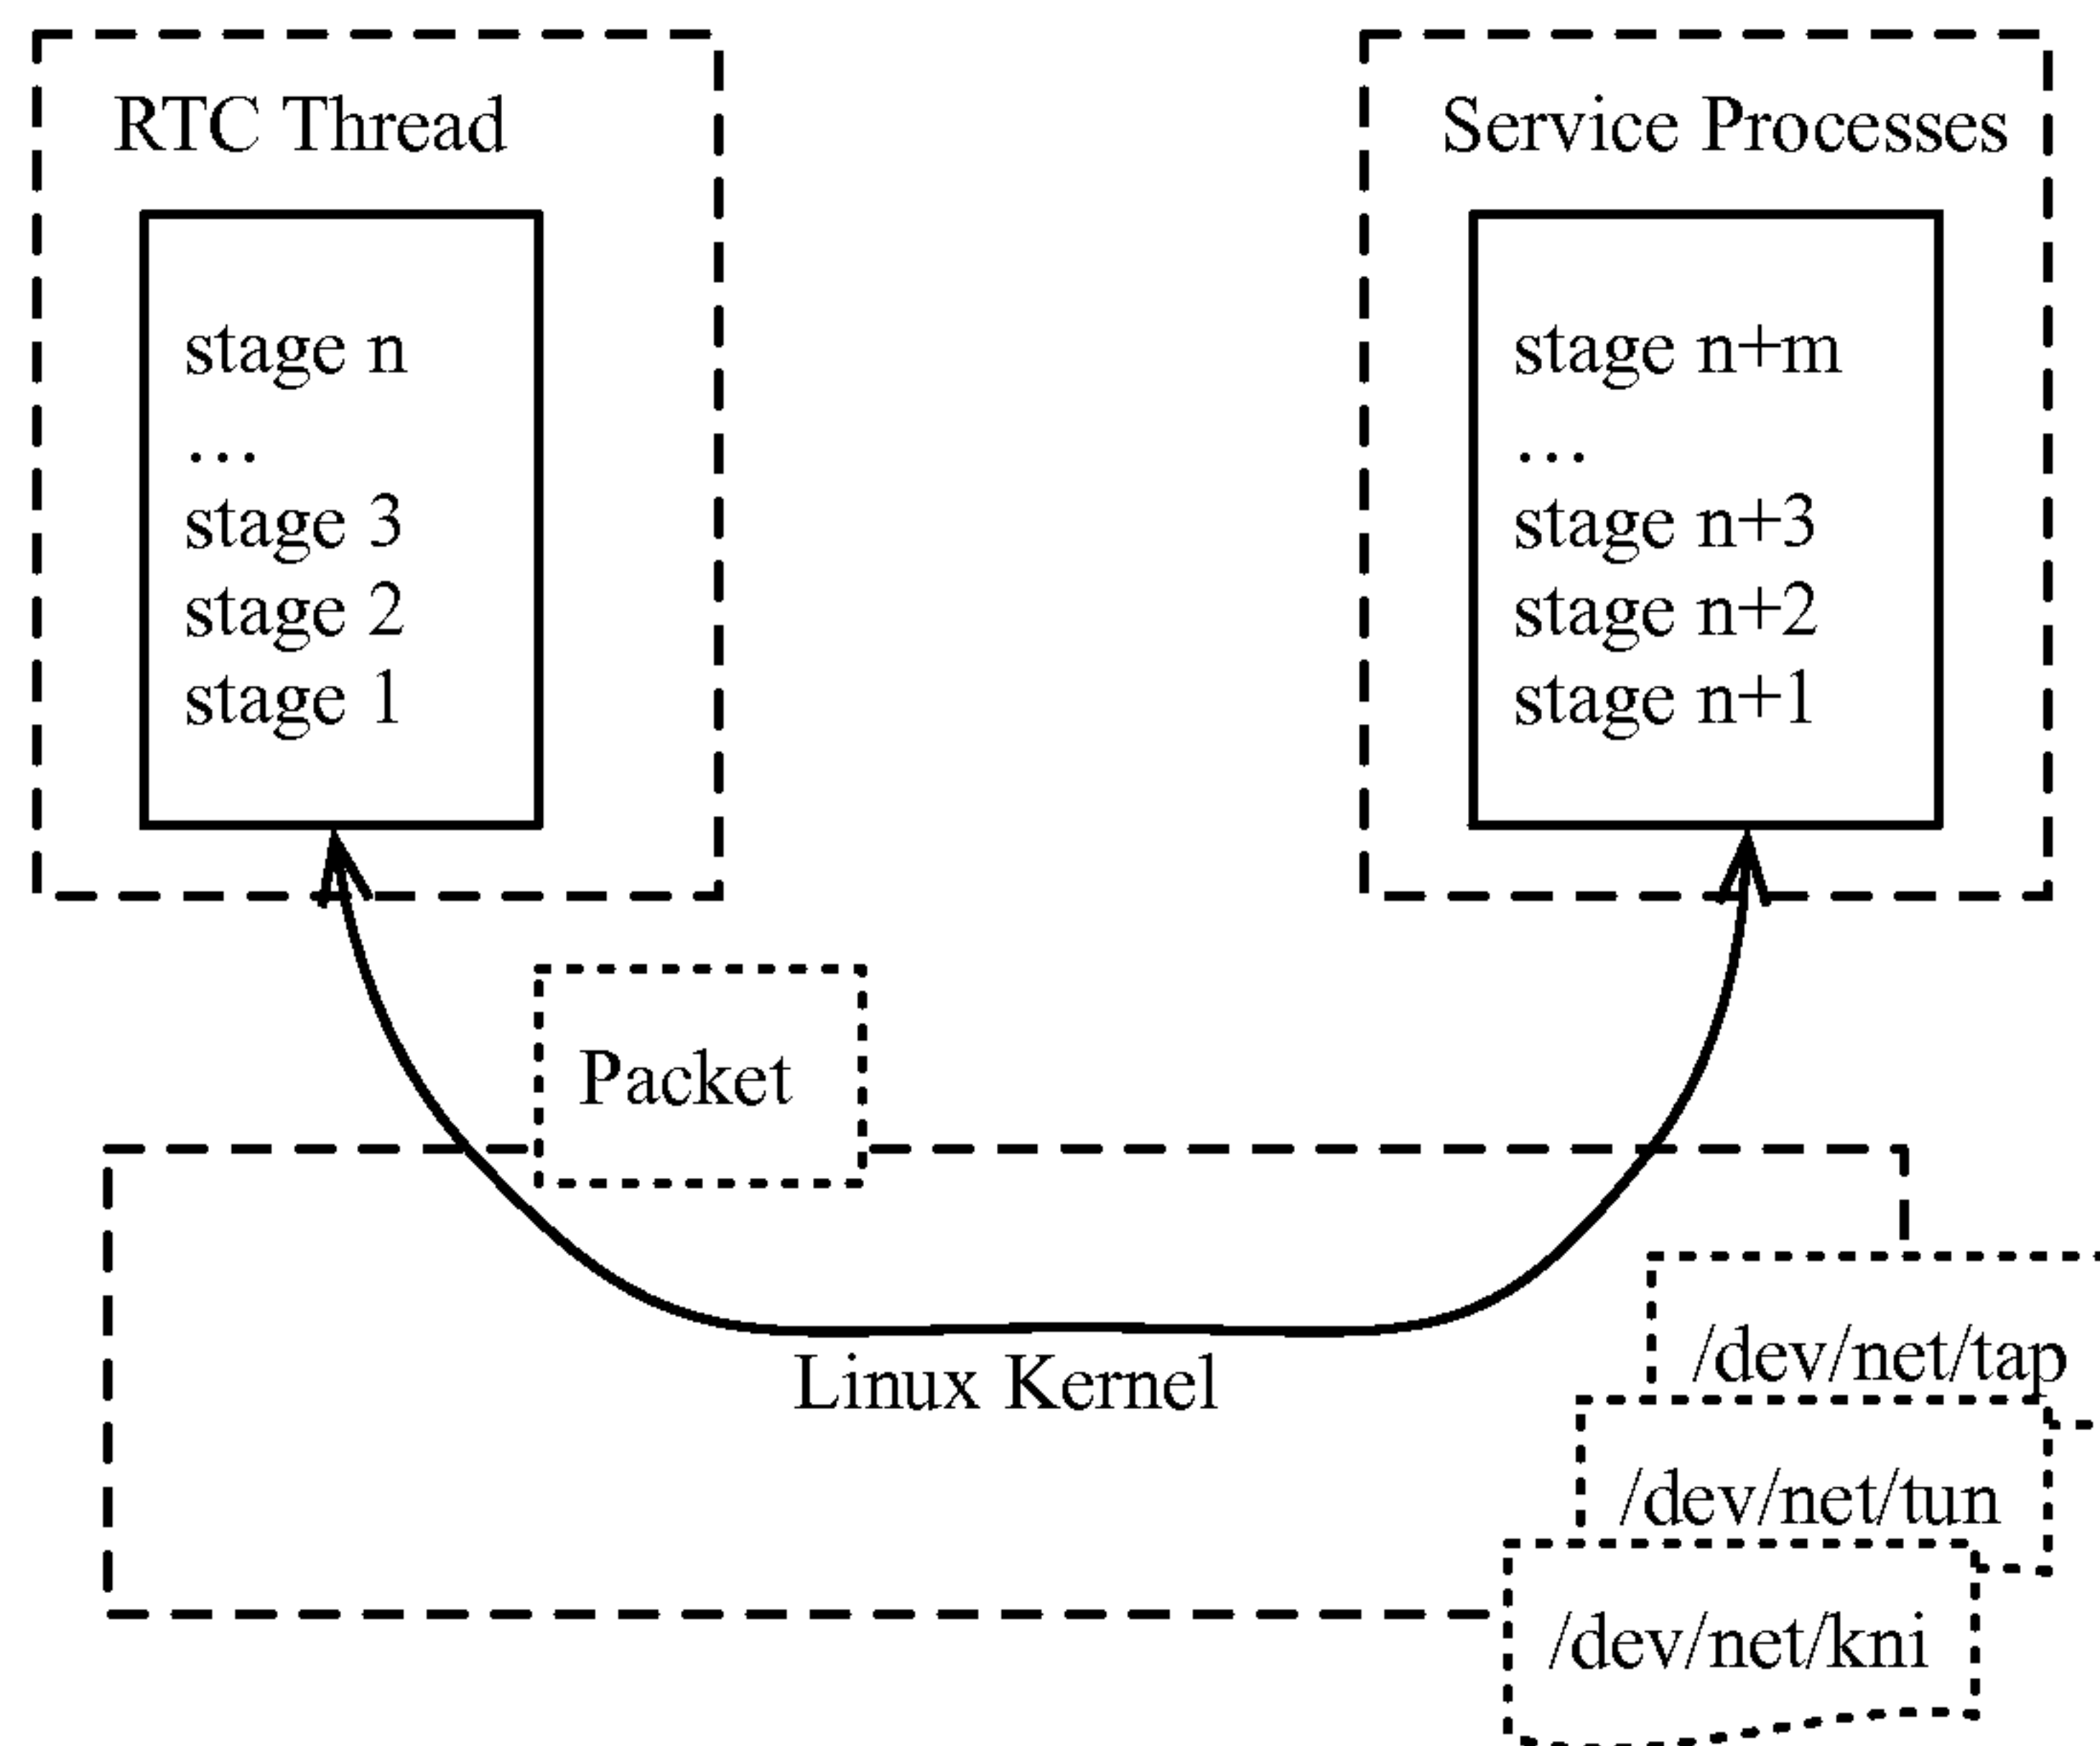 RTC Thread
stage n
...
stage 3
stage 2
stage 1
Service Processes
stage n+m
...
stage n+3
stage n+2
stage n+1
Packet
Linux Kernel
/dev/net/tap
/dev/net/tun
/dev/net/kni